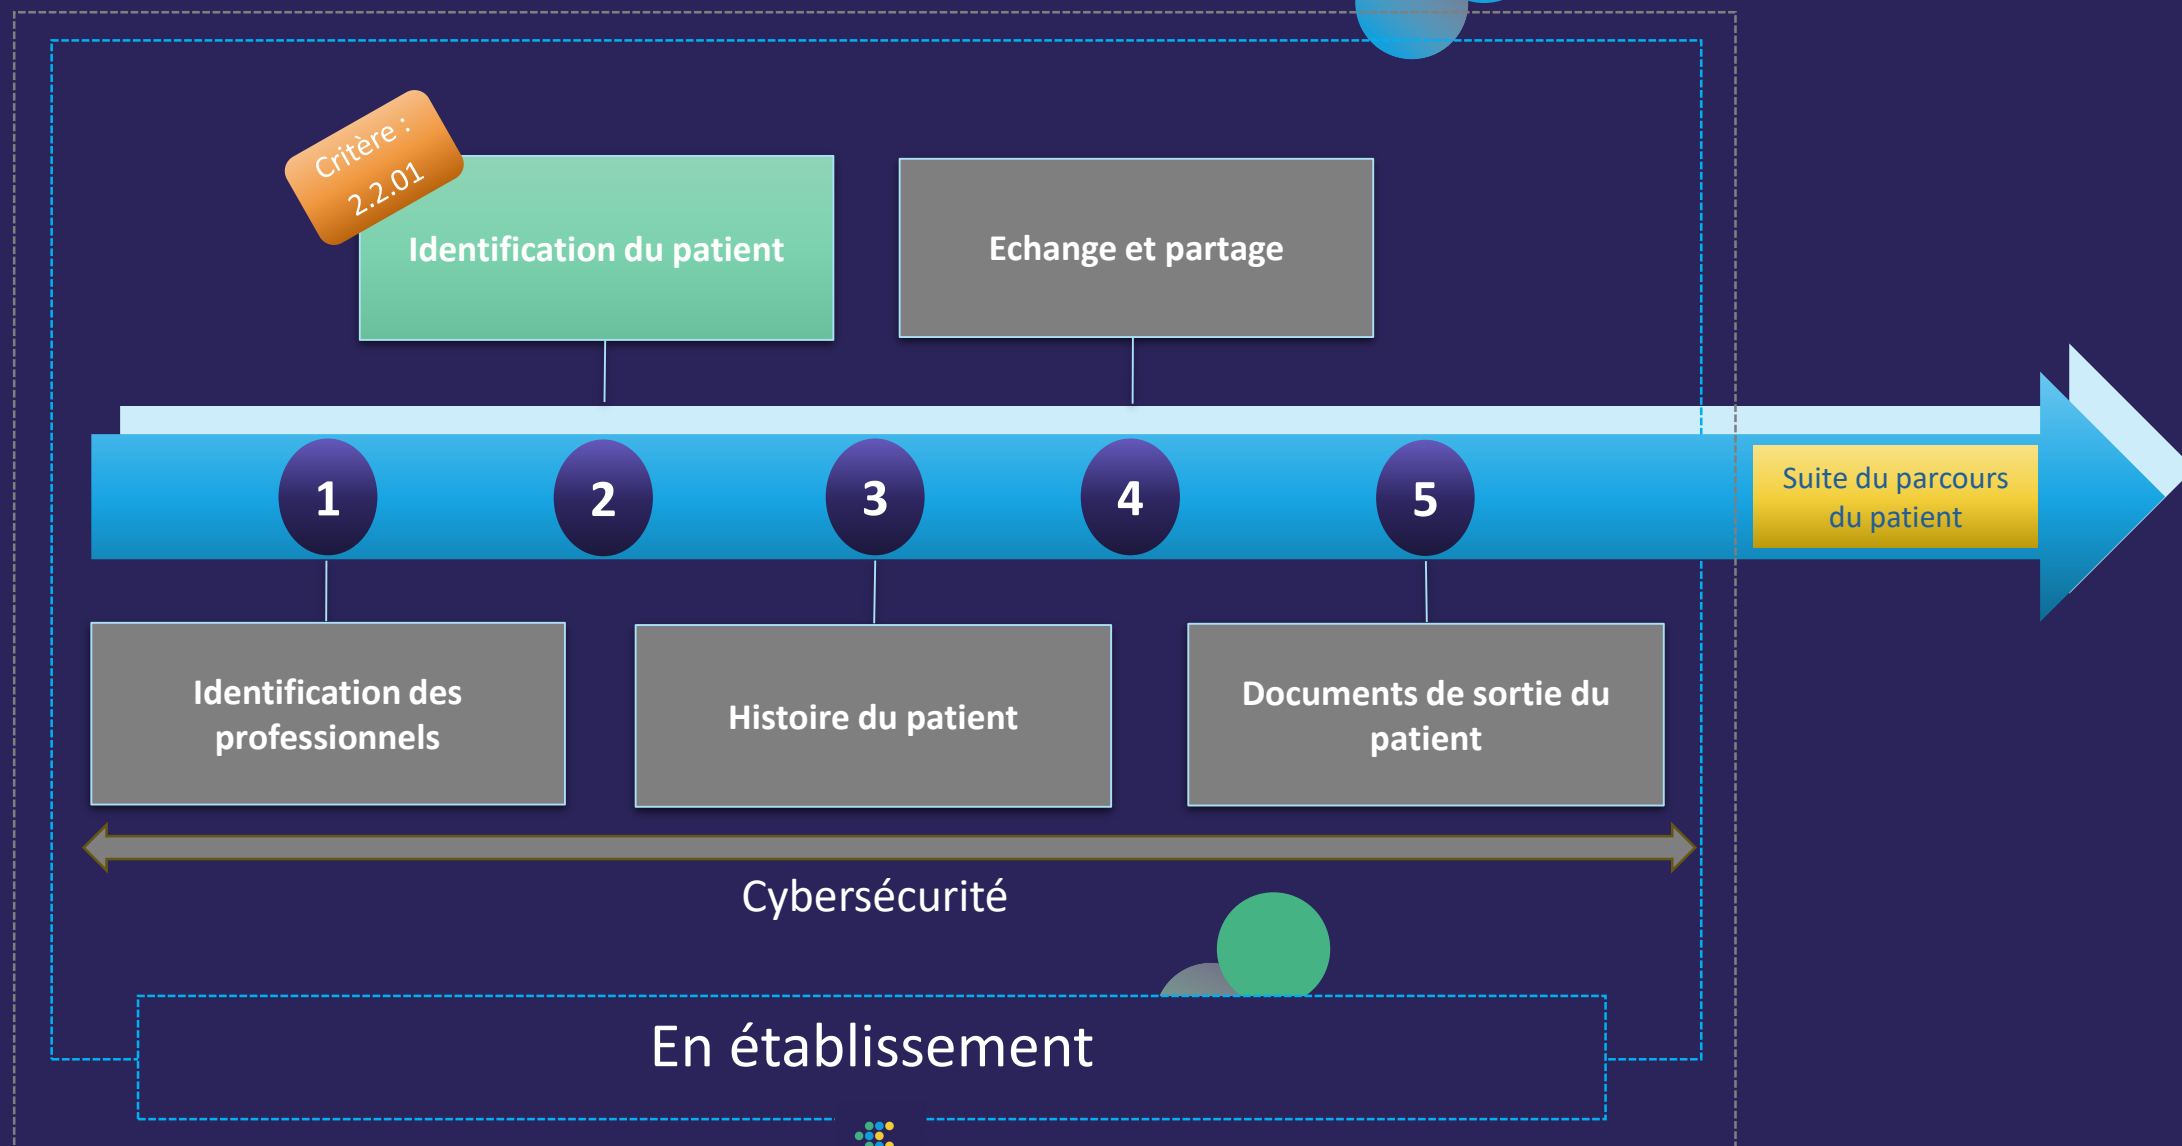 Critère :
2.2.01
Identification du patient
Echange et partage
1
2
3
4
5
Suite du parcours
du patient
Identification des
professionnels
Histoire du patient
Documents de sortie du
patient
Cybersécurité
En établissement